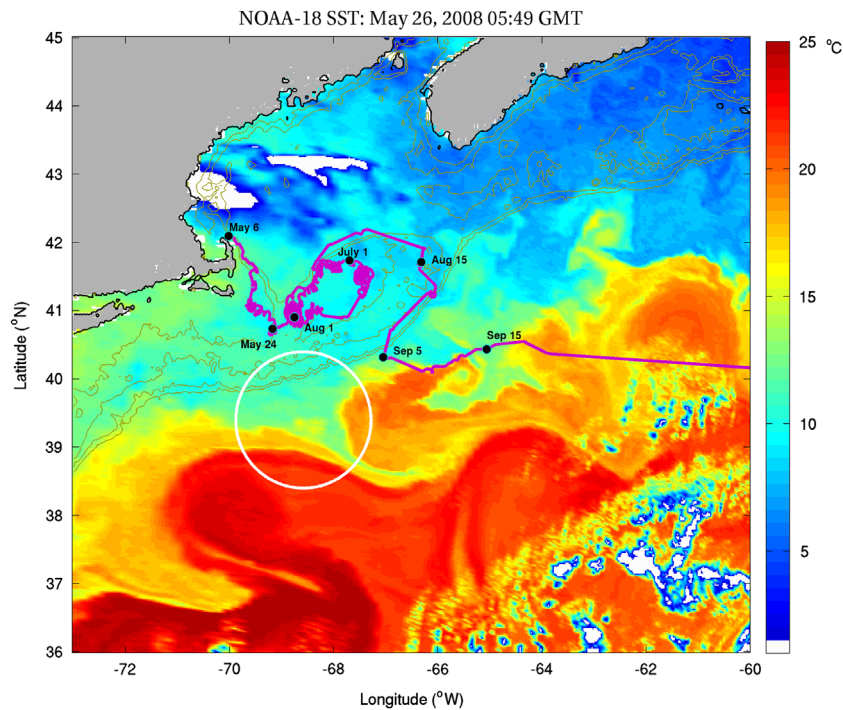 NOAA-18 SST: May 26, 2008 05:49 GMT
45
44
43
42
41
40
39
38
37
36
Latitude (°N)
May 6
July 1
Aug 15
May 24
Aug 1
Sep 5
Sep 15
-72
-70
-68
-66
-64
-62
-60
Longitude (°W)
25
°C
20
15
10
5